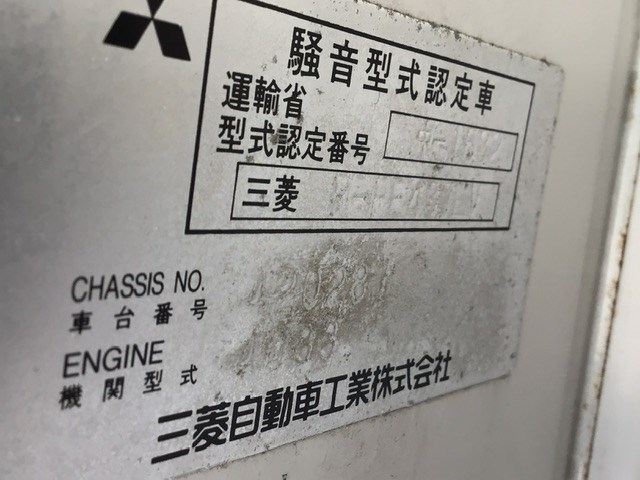 騒音型式認定車
運輸省
型式認定番号
三菱
CHASSIS NO.
車台番号
ENGINE
機関型式
三菱自動車工業株式会社